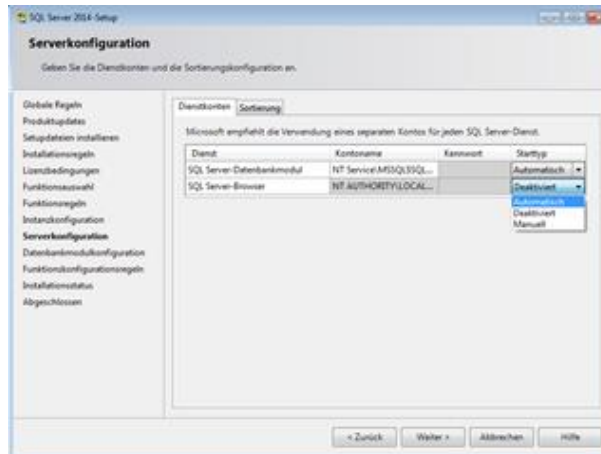 SQL Server 2014-Setup
Serverkonfiguration
Geben Sie die Dienstkonten und die Sortierungskonfiguration an.
Globale Regeln
Produktupdates
Setupdateien installieren
Installationsregeln
Lizenzbedingungen
Funktionsauswahl
Funktionsregeln
Instanzkonfiguration
Serverkonfiguration
Datenbankmodulkonfiguration
Funktionskonfigurationsregeln
Installationsstatus
Abgeschlossen
Dienstkonten Sortierung
Microsoft empfiehlt die Verwendung eines separaten Kontos für jeden SQL Server-Dienst.
Dienst Kontoname Kennwort Starttyp
SQL Server-Datenbankmodul NT Service\MSSQL$SQL... Automatisch
SQL Server-Browser NT AUTHORITY\LOCAL... Deaktiviert
Automatisch
Deaktiviert
Manuell
< Zurück Weiter > Abbrechen Hilfe